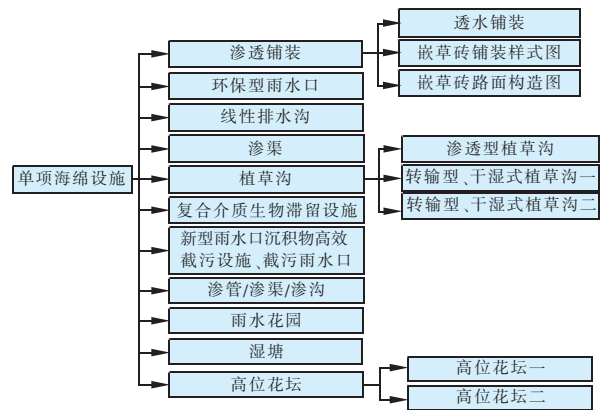 单项海绵设施
渗透铺装
透水铺装
嵌草砖铺装样式图
嵌草砖路面构造图
环保型雨水口
线性排水沟
渗渠
植草沟
渗透型植草沟
转输型、干湿式植草沟一
转输型、干湿式植草沟二
复合介质生物滞留设施
新型雨水口沉积物高效
截污设施、截污雨水口
渗管/渗渠/渗沟
雨水花园
湿塘
高位花坛
高位花坛一
高位花坛二